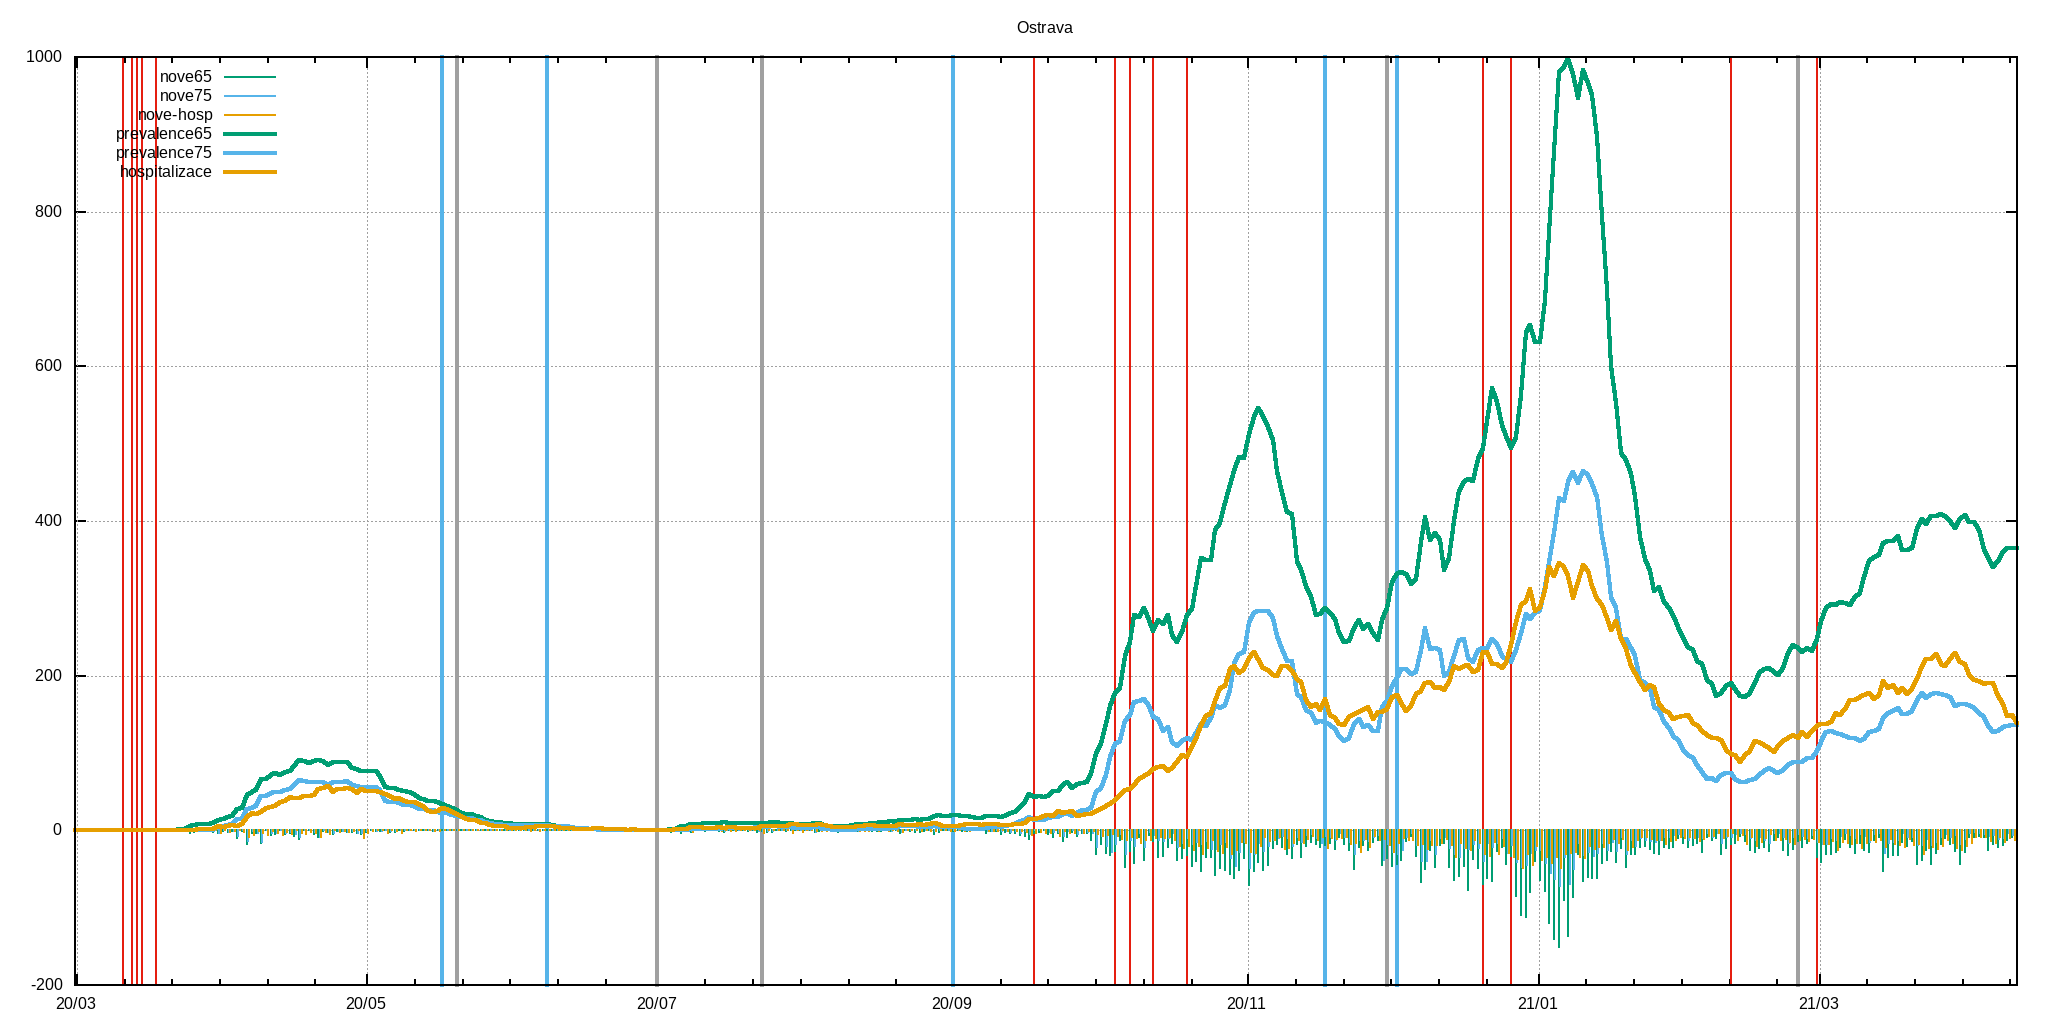 Ostrava
1000
800
600
400
200
0
-200
nove65
nove75
nove-hosp
prevalence65
prevalence75
hospitalizace
20/03 20/05 20/07 20/09 20/11 21/01 21/03